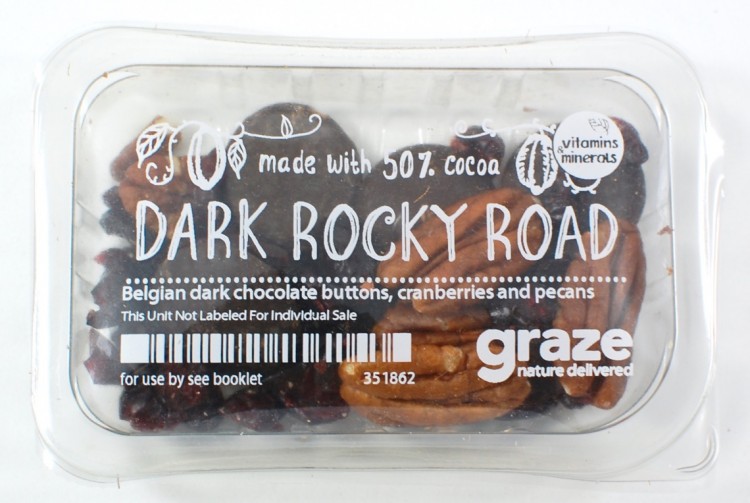 made with 50% cocoa
vitamins
& minerals
DARK ROCKY ROAD
Belgian dark chocolate buttons, cranberries and pecans
This Unit Not Labeled For Individual Sale
for use by see booklet
351862
graze
nature delivered